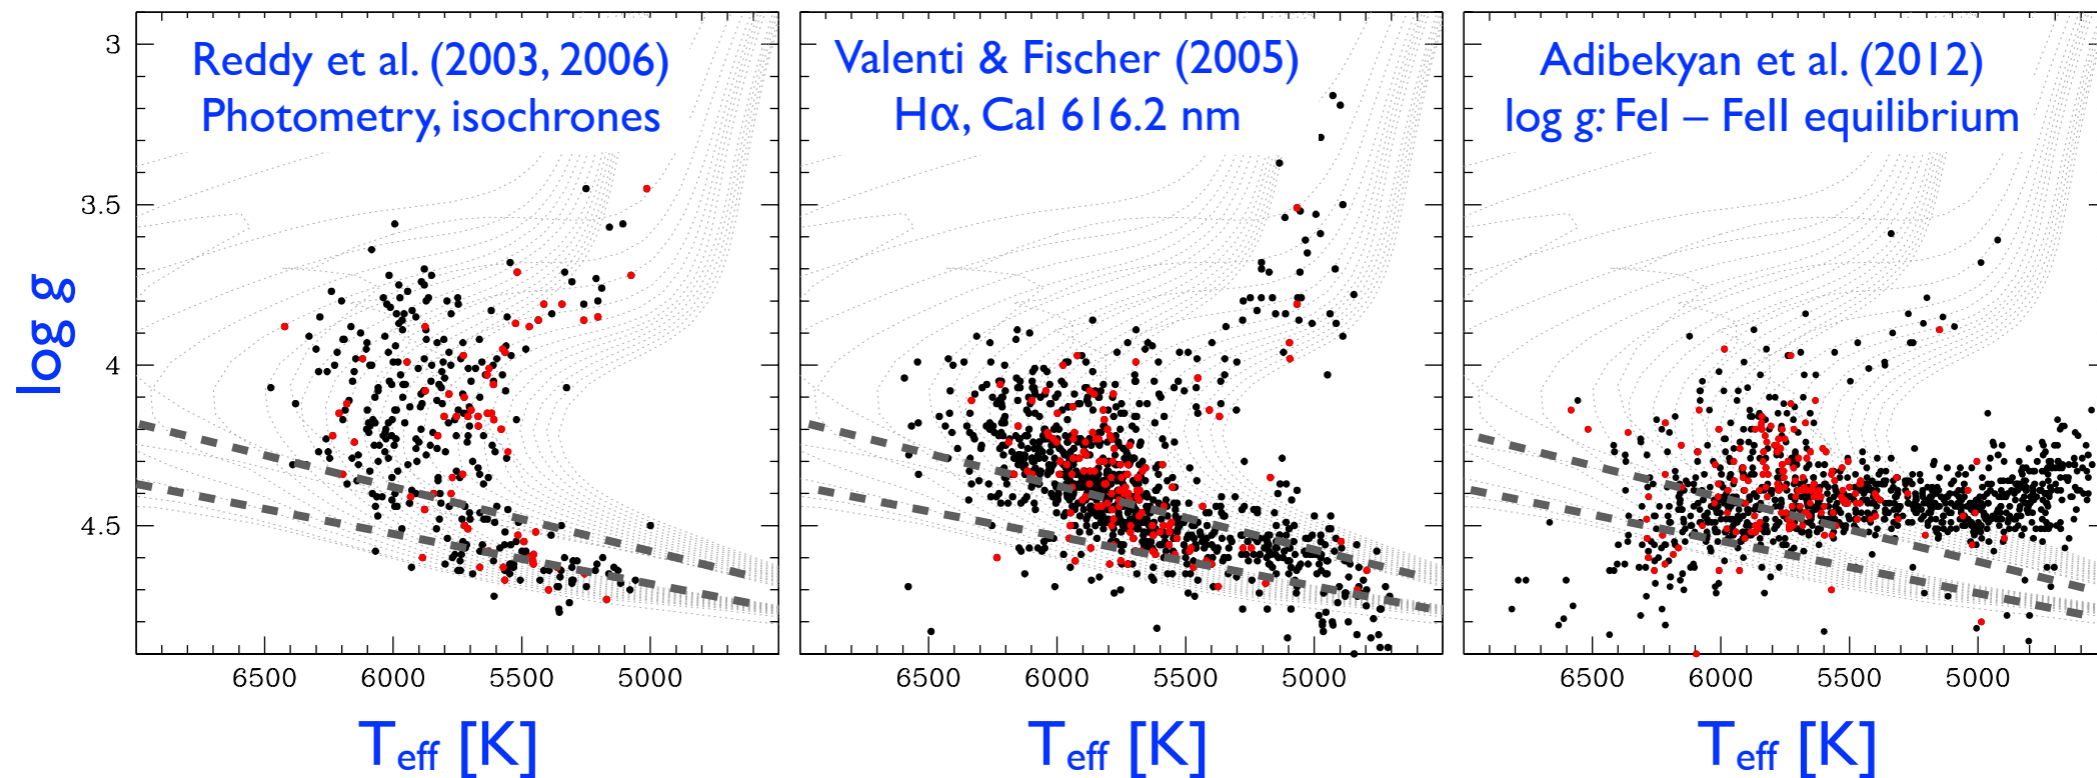 Reddy et al. (2003, 2006)
Photometry, isochrones
Valenti & Fischer (2005)
Hα, CaI 616.2 nm
Adibekyan et al. (2012)
log g: FeI – FeII equilibrium
log g
3
3.5
4
4.5
6500 6000 5500 5000
6500 6000 5500 5000
6500 6000 5500 5000
Teff [K]
Teff [K]
Teff [K]